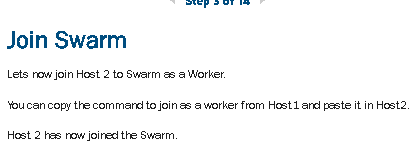 Step 3 of 14
Join Swarm
Lets now join Host 2 to Swarm as a Worker.
You can copy the command to join as a worker from Host1 and paste it in Host2.
Host 2 has now joined the Swarm.